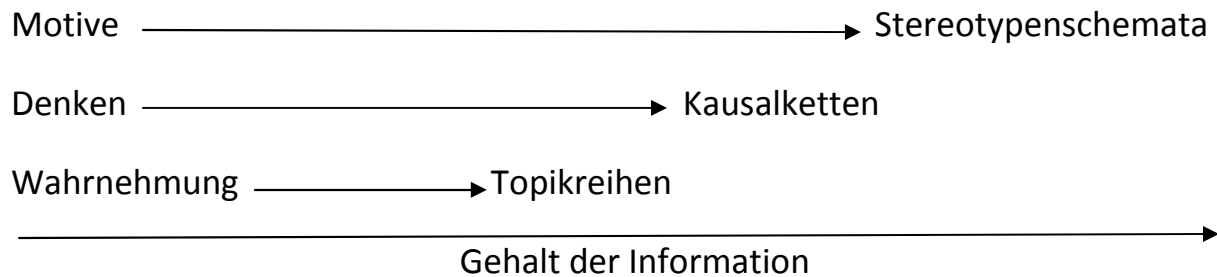 Motive Stereotypenschemata
Denken Kausalketten
Wahrnehmung Topikreihen
Gehalt der Information